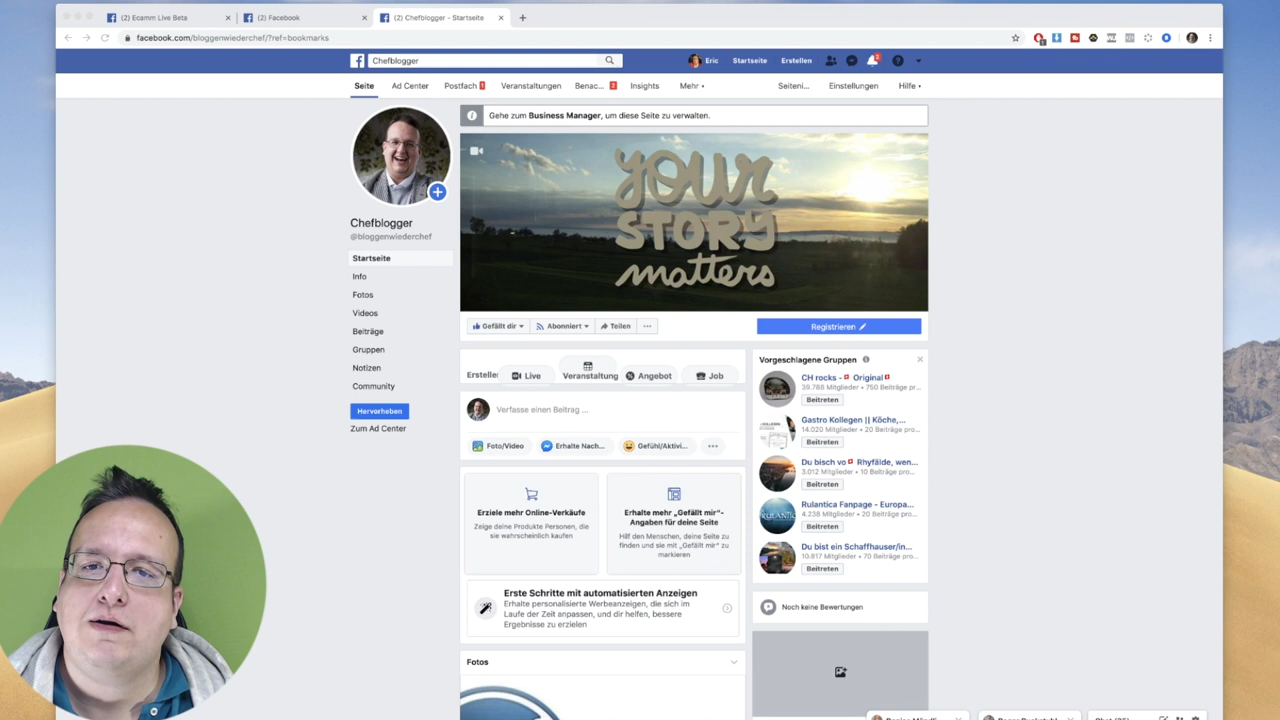 (2) Ecamm Live Beta
(2) Facebook
(2) Chefblogger - Startseite
facebook.com/bloggenwiederchef/?ref=bookmarks
Chefblogger
Eric
Startseite
Erstellen
Seite
Ad Center
Postfach 1
Veranstaltungen
Benac... 3
Insights
Mehr
Seiteni...
Einstellungen
Hilfe
Gehe zum Business Manager, um diese Seite zu verwalten.
YOUR
STORY
matters
Chefblogger
@bloggenwiederchef
Startseite
Info
Fotos
Videos
Beiträge
Gruppen
Notizen
Community
Hervorheben
Zum Ad Center
Gefällt dir
Abonniert
Teilen
Registrieren
Live
Veranstaltung
Angebot
Job
Verfasse einen Beitrag ...
Foto/Video
Erhalte Nach...
Gefühl/Aktivi...
Erziele mehr Online-Verkäufe
Zeige deine Produkte Personen, die
sie wahrscheinlich kaufen
Erhalte mehr „Gefällt mir"-
Angaben für deine Seite
Hilf den Menschen, deine Seite zu
finden und sie mit „Gefällt mir" zu
markieren
Erste Schritte mit automatisierten Anzeigen
Erhalte personalisierte Werbeanzeigen, die sich im
Laufe der Zeit anpassen, und dir helfen, bessere
Ergebnisse zu erzielen
Fotos
Vorgeschlagene Gruppen
CH rocks - Original
39.788 Mitglieder • 750 Beiträge pro...
Beitreten
Gastro Kollegen || Köche,...
14.020 Mitglieder • 20 Beiträge pro...
Beitreten
Du bisch vo Rhyfälde, wen...
3.012 Mitglieder • 10 Beiträge pro...
Beitreten
Rulantica Fanpage - Europa...
4.238 Mitglieder • 20 Beiträge pro...
Beitreten
Du bist ein Schaffhauser/in...
10.817 Mitglieder • 70 Beiträge pro...
Beitreten
Noch keine Bewertungen